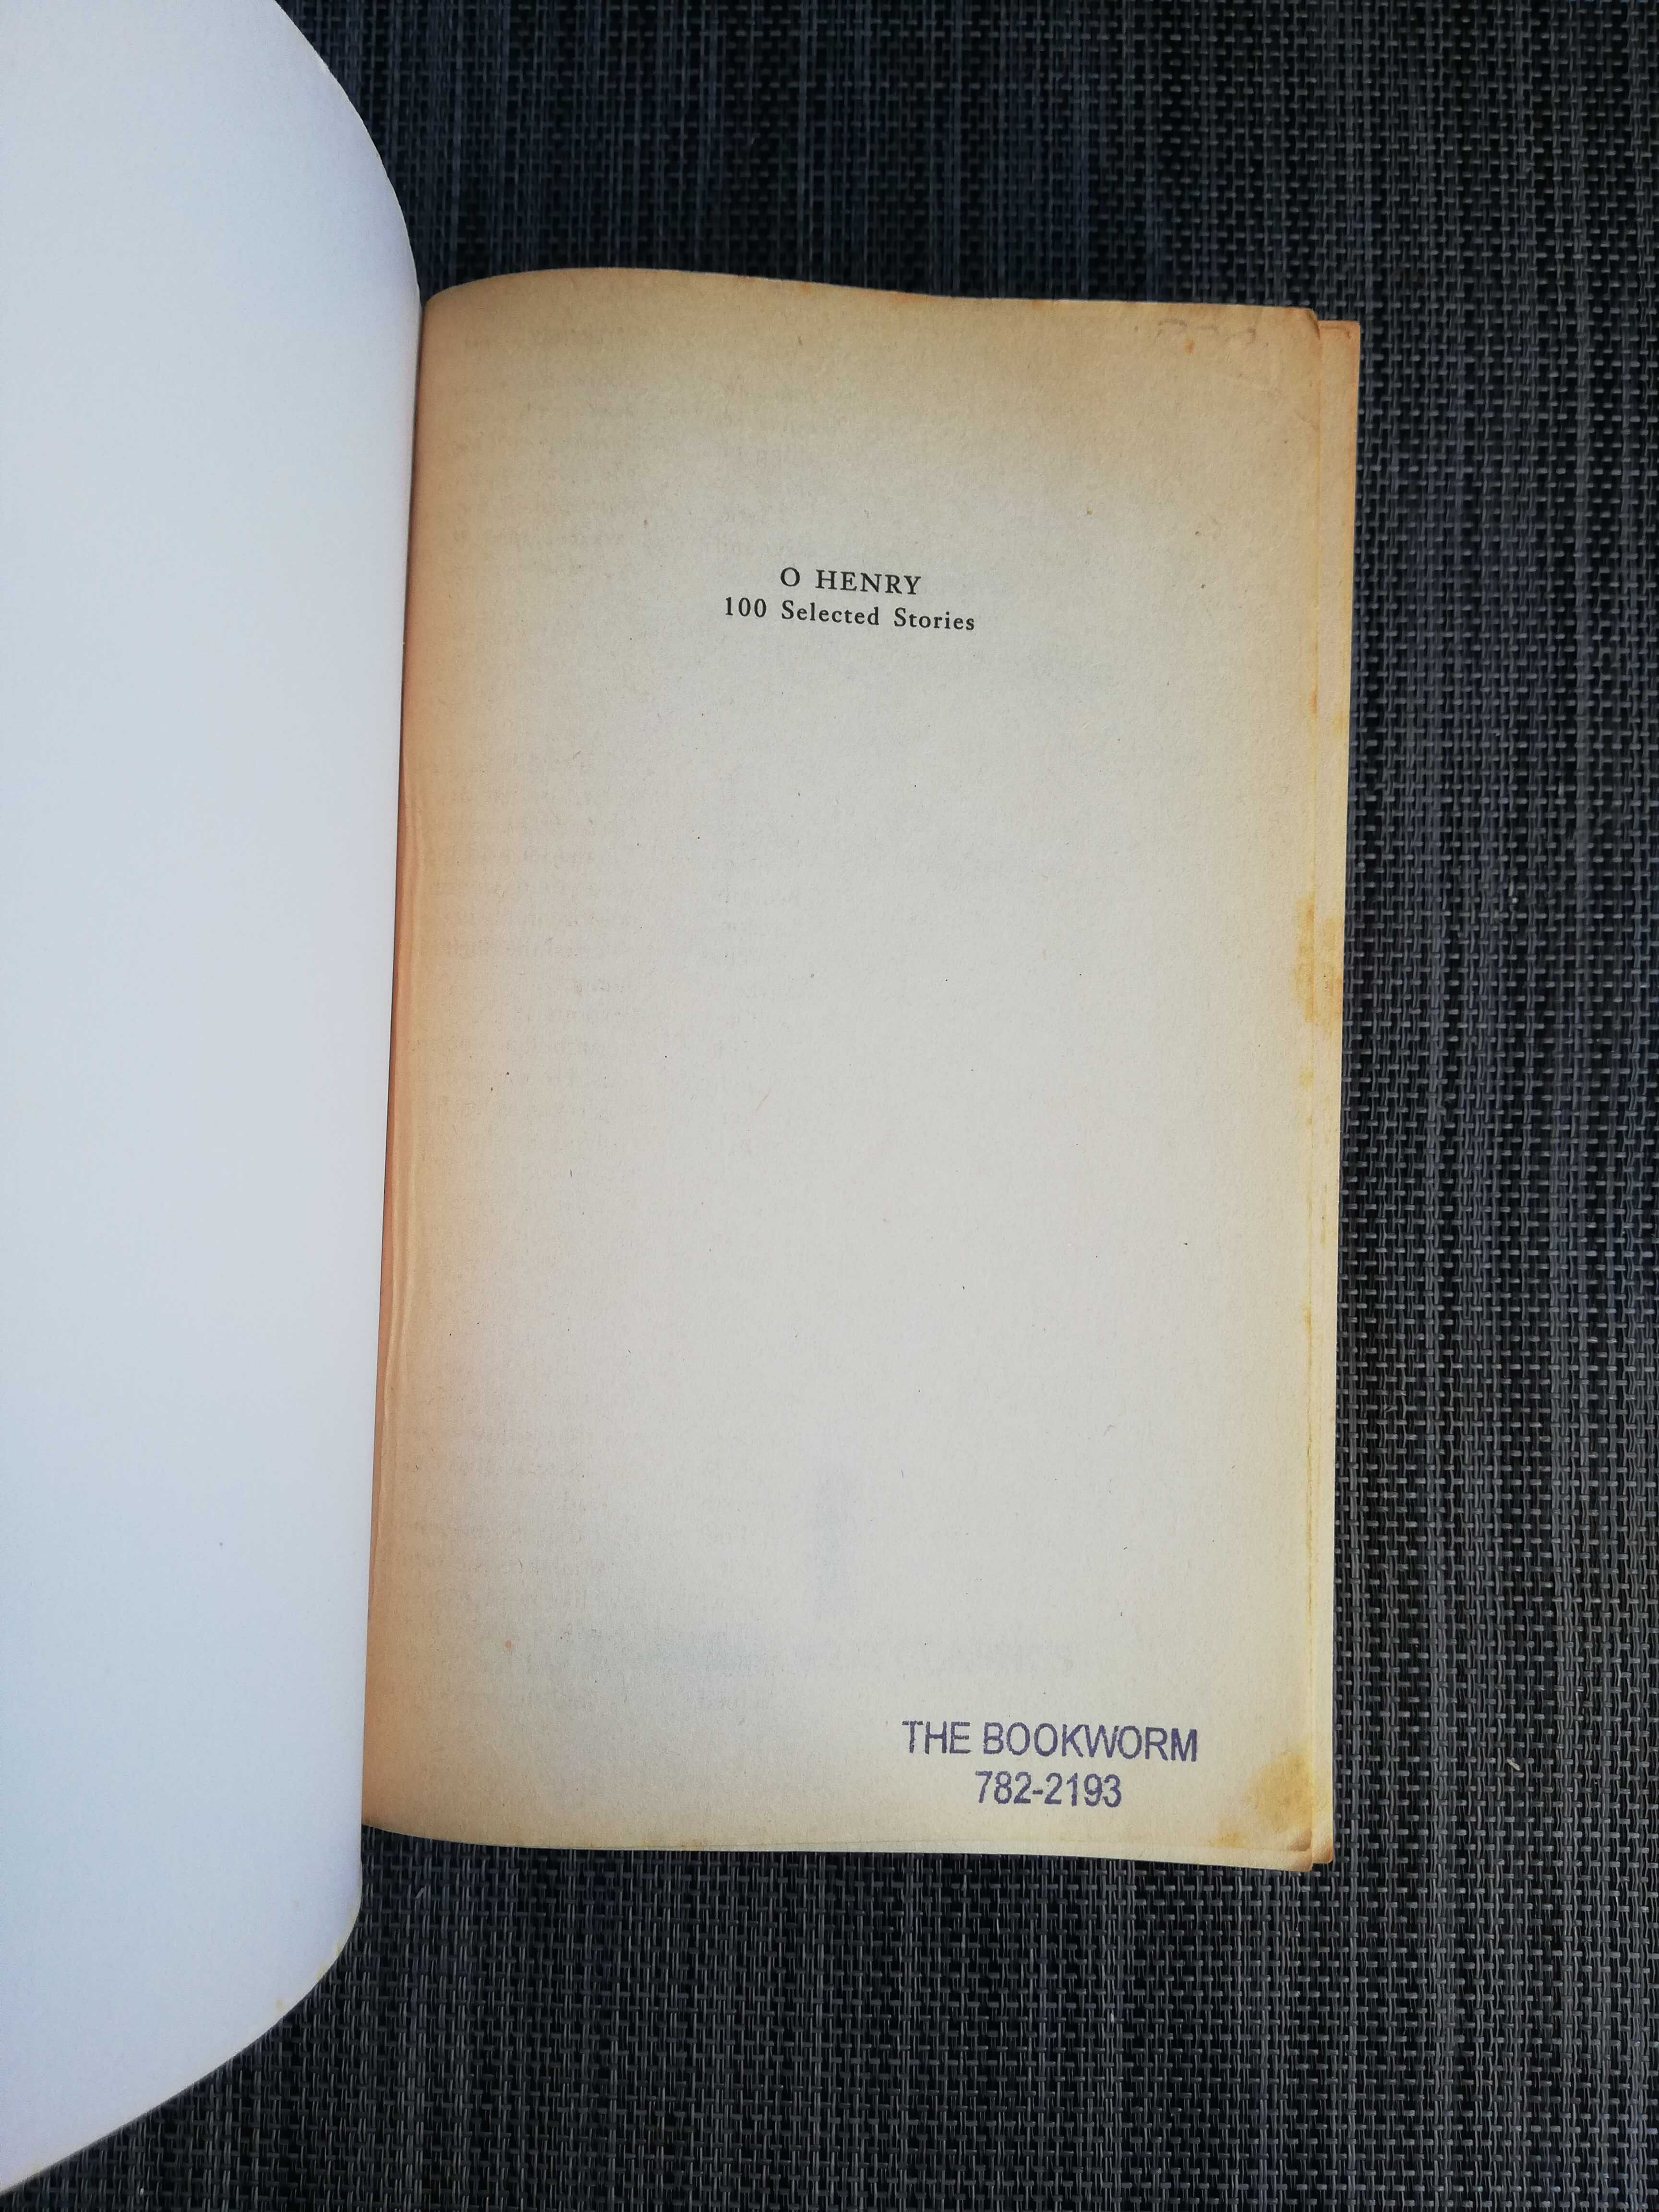 O HENRY
100 Selected Stories
THE BOOKWORM
782-2193